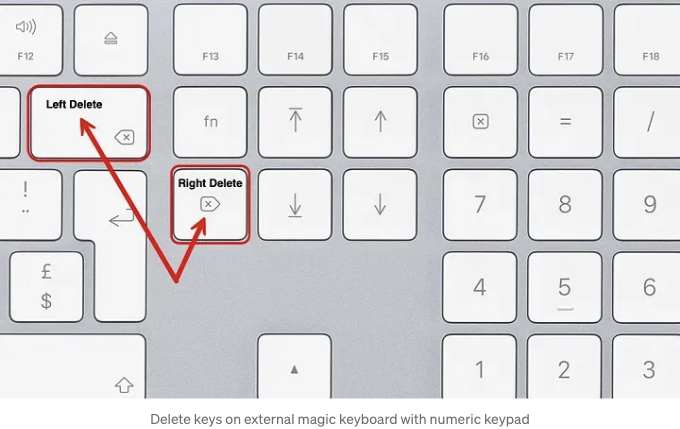 F12
F13
F14
F15
F16
F17
F18
Left Delete
fn
=
/
Right Delete
!
¨
7
8
9
£
$
4
5
6
1
2
3
Delete keys on external magic keyboard with numeric keypad